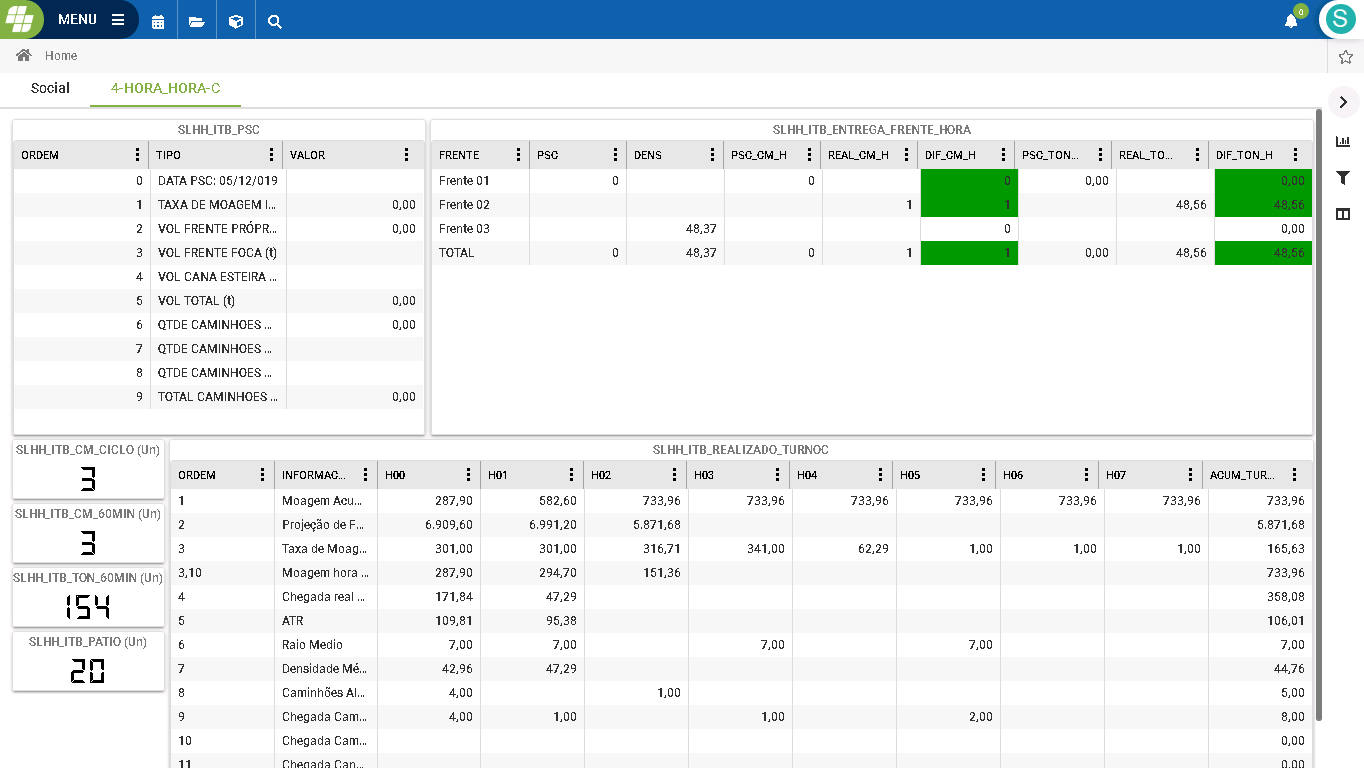 MENU
0
S
Home
Social 4-HORA_HORA-C
SLHH_ITB_PSC
ORDEM TIPO VALOR
0 DATA PSC: 05/12/019
1 TAXA DE MOAGEM I... 0,00
2 VOL FRENTE PRÓPR... 0,00
3 VOL FRENTE FOCA (t)
4 VOL CANA ESTEIRA ...
5 VOL TOTAL (t) 0,00
6 QTDE CAMINHOES ... 0,00
7 QTDE CAMINHOES ...
8 QTDE CAMINHOES ...
9 TOTAL CAMINHOES ... 0,00
SLHH_ITB_ENTREGA_FRENTE_HORA
FRENTE PSC DENS PSC_CM_H REAL_CM_H DIF_CM_H PSC_TON... REAL_TO... DIF_TON_H
Frente 01 0 0 0 0,00 0,00
Frente 02 1 1 48,56 48,56
Frente 03 48,37 0 0,00
TOTAL 0 48,37 0 1 1 0,00 48,56 48,56
SLHH_ITB_CM_CICLO (Un)
3
SLHH_ITB_CM_60MIN (Un)
3
SLHH_ITB_TON_60MIN (Un)
154
SLHH_ITB_PATIO (Un)
20
SLHH_ITB_REALIZADO_TURNOC
ORDEM INFORMAC... H00 H01 H02 H03 H04 H05 H06 H07 ACUM_TUR...
1 Moagem Acu... 287,90 582,60 733,96 733,96 733,96 733,96 733,96 733,96 733,96
2 Projeção de F... 6.909,60 6.991,20 5.871,68 5.871,68
3 Taxa de Moag... 301,00 301,00 316,71 341,00 62,29 1,00 1,00 1,00 165,63
3,10 Moagem hora ... 287,90 294,70 151,36 733,96
4 Chegada real ... 171,84 47,29 358,08
5 ATR 109,81 95,38 106,01
6 Raio Medio 7,00 7,00 7,00 7,00 7,00
7 Densidade Mé... 42,96 47,29 44,76
8 Caminhões Al... 4,00 1,00 5,00
9 Chegada Cam... 4,00 1,00 1,00 2,00 8,00
10 Chegada Cam... 0,00
11 Chegada Can... 0,00